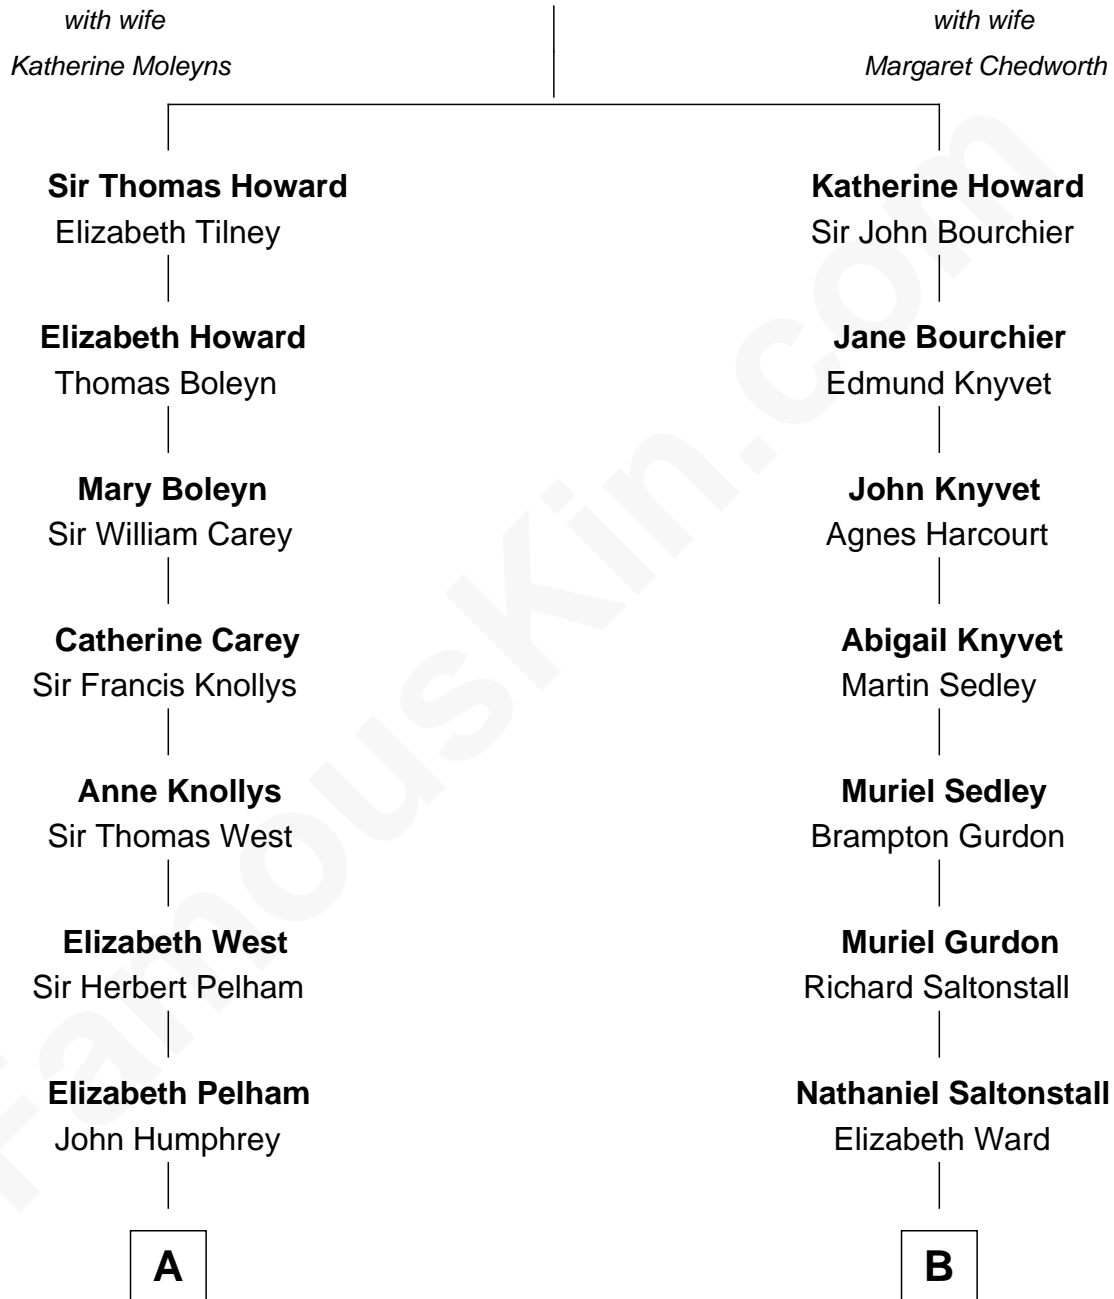 with wife
Katherine Moleyns
with wife
Margaret Chedworth
Sir Thomas Howard
Elizabeth Tilney
Katherine Howard
Sir John Bourchier
Elizabeth Howard
Thomas Boleyn
Jane Bourchier
Edmund Knyvet
Mary Boleyn
Sir William Carey
John Knyvet
Agnes Harcourt
Catherine Carey
Sir Francis Knollys
Abigail Knyvet
Martin Sedley
Anne Knollys
Sir Thomas West
Muriel Sedley
Brampton Gurdon
Elizabeth West
Sir Herbert Pelham
Muriel Gurdon
Richard Saltonstall
Elizabeth Pelham
John Humphrey
Nathaniel Saltonstall
Elizabeth Ward
A
B
FamousKin.com